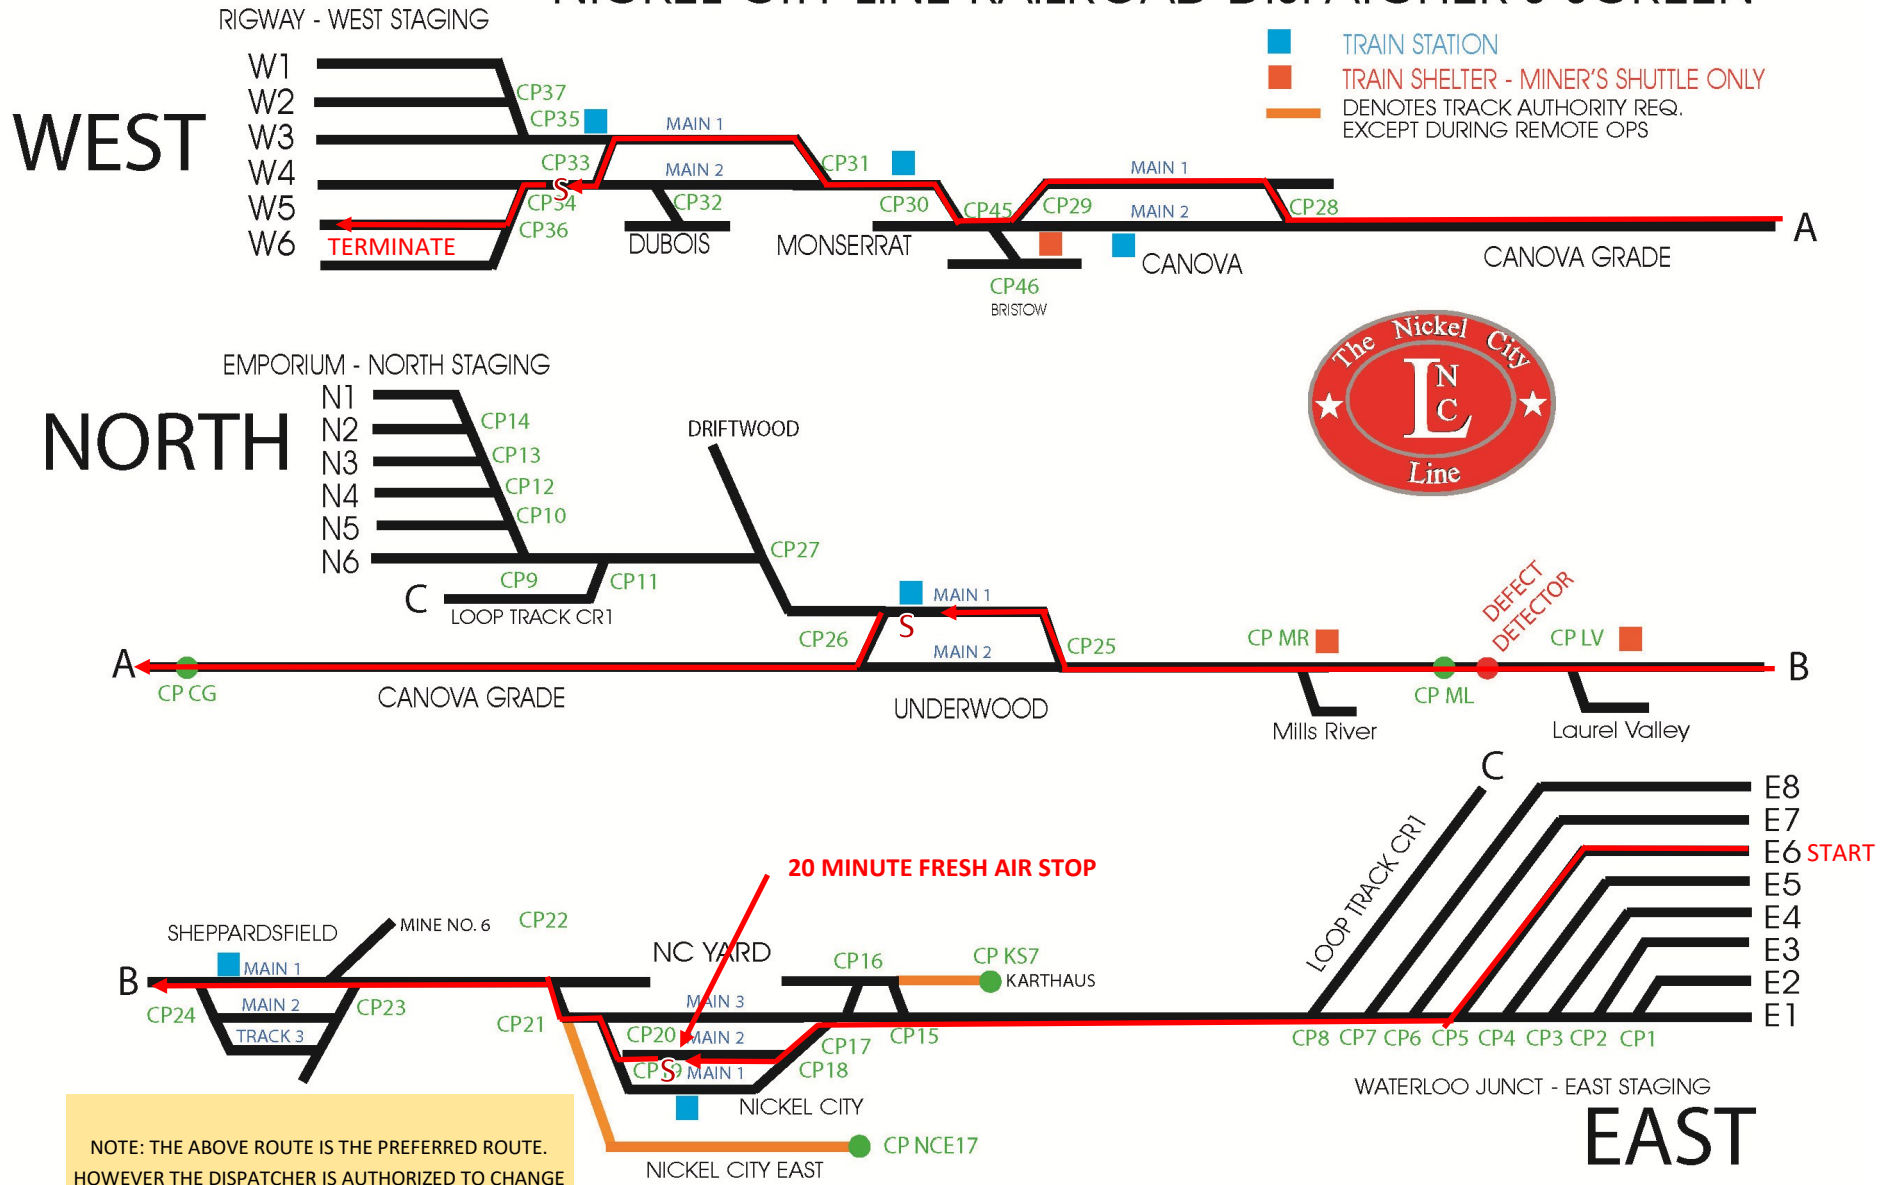 NICKEL CITY LINE RAILROAD DISPATCHER'S SCREEN
RIGWAY - WEST STAGING
TRAIN STATION
TRAIN SHELTER - MINER'S SHUTTLE ONLY
DENOTES TRACK AUTHORITY REQ.
EXCEPT DURING REMOTE OPS
WEST
W1
W2
W3
W4
W5
W6
CP37
CP35
MAIN 1
CP33
MAIN 2
CP31
S
CP34
CP36
CP32
TERMINATE
DUBOIS
MONSERRAT
CP30
CP45
CP29
MAIN 1
MAIN 2
CP28
CANOVA
CANOVA GRADE
A
CP46
BRISTOW
The Nickel City
L N C
Line
EMPORIUM - NORTH STAGING
NORTH
N1
N2
N3
N4
N5
N6
CP14
CP13
CP12
CP10
DRIFTWOOD
CP27
CP9
CP11
C
LOOP TRACK CR1
MAIN 1
S
CP26
MAIN 2
CP25
CP MR
DEFECT
DETECTOR
CP LV
A
CP CG
CANOVA GRADE
UNDERWOOD
CP ML
B
Mills River
Laurel Valley
C
LOOP TRACK CR1
E8
E7
E6 START
E5
E4
E3
E2
E1
20 MINUTE FRESH AIR STOP
SHEPPARDSFIELD
MINE NO. 6
CP22
NC YARD
CP16
CP KS7
KARTHAUS
B
MAIN 1
MAIN 2
TRACK 3
CP24
CP23
CP21
MAIN 3
CP20
MAIN 2
CP19
S
MAIN 1
CP17
CP15
CP18
CP8 CP7 CP6 CP5 CP4 CP3 CP2 CP1
WATERLOO JUNCT - EAST STAGING
EAST
NICKEL CITY
CP NCE17
NICKEL CITY EAST
NOTE: THE ABOVE ROUTE IS THE PREFERRED ROUTE.
HOWEVER THE DISPATCHER IS AUTHORIZED TO CHANGE